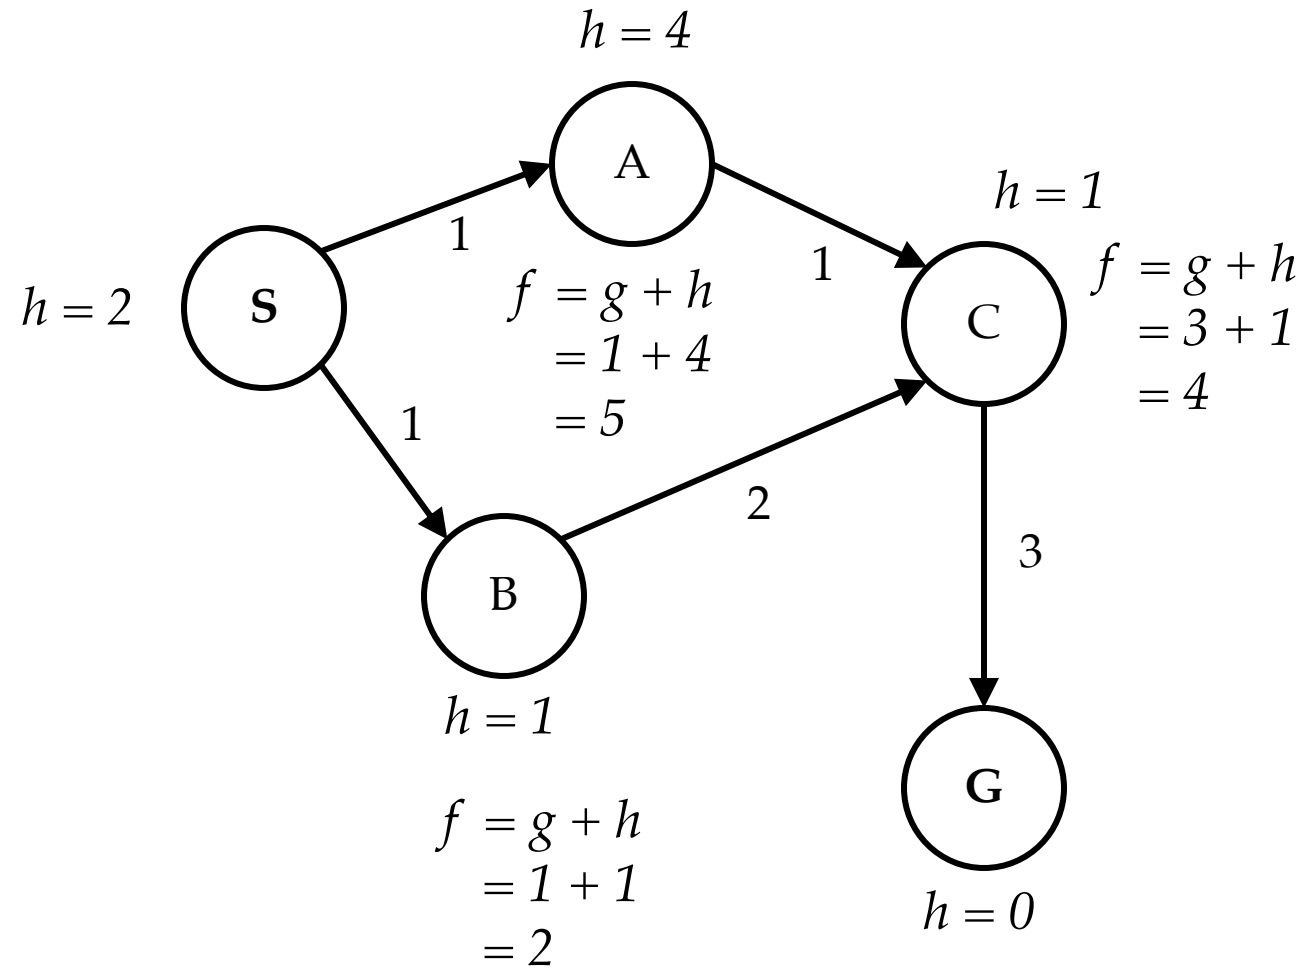 h = 4
A
h = 1
1
f = g + h
= 3 + 1
= 4
1
S
h = 2
C
f = g + h
= 1 + 4
= 5
1
2
3
B
h = 1
f = g + h
= 1 + 1
= 2
G
h = 0